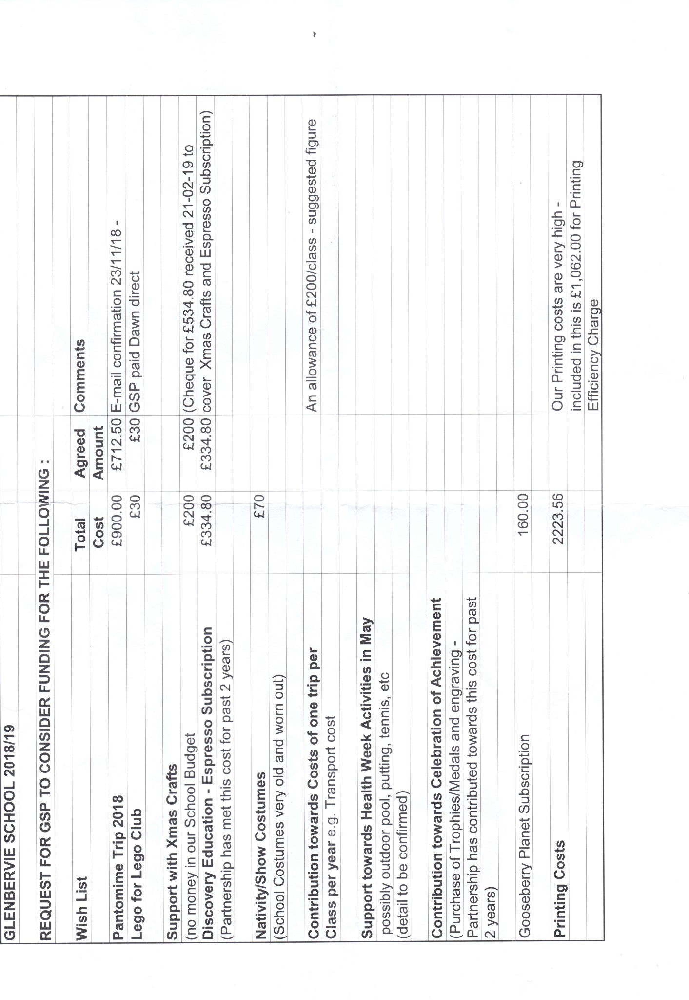 GLENBERVIE SCHOOL 2018/19
REQUEST FOR GSP TO CONSIDER FUNDING FOR THE FOLLOWING :
Wish List Total Agreed Comments
Cost Amount
Pantomime Trip 2018 £900.00 £712.50 E-mail confirmation 23/11/18 -
Lego for Lego Club £30 £30 GSP paid Dawn direct
Support with Xmas Crafts
(no money in our School Budget £200 £200 (Cheque for £534.80 received 21-02-19 to
Discovery Education - Espresso Subscription £334.80 £334.80 cover Xmas Crafts and Espresso Subscription)
(Partnership has met this cost for past 2 years)
Nativity/Show Costumes £70
(School Costumes very old and worn out)
Contribution towards Costs of one trip per An allowance of £200/class - suggested figure
Class per year e.g. Transport cost
Support towards Health Week Activities in May
possibly outdoor pool, putting, tennis, etc
(detail to be confirmed)
Contribution towards Celebration of Achievement
(Purchase of Trophies/Medals and engraving -
Partnership has contributed towards this cost for past
2 years)
Gooseberry Planet Subscription 160.00
Printing Costs 2223.56 Our Printing costs are very high -
included in this is £1,062.00 for Printing
Efficiency Charge